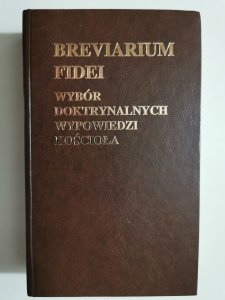 BREVIARIUM
FIDEI
WYBÓR
DOKTRYNALNYCH
WYPOWIEDZI
KOŚCIOŁA